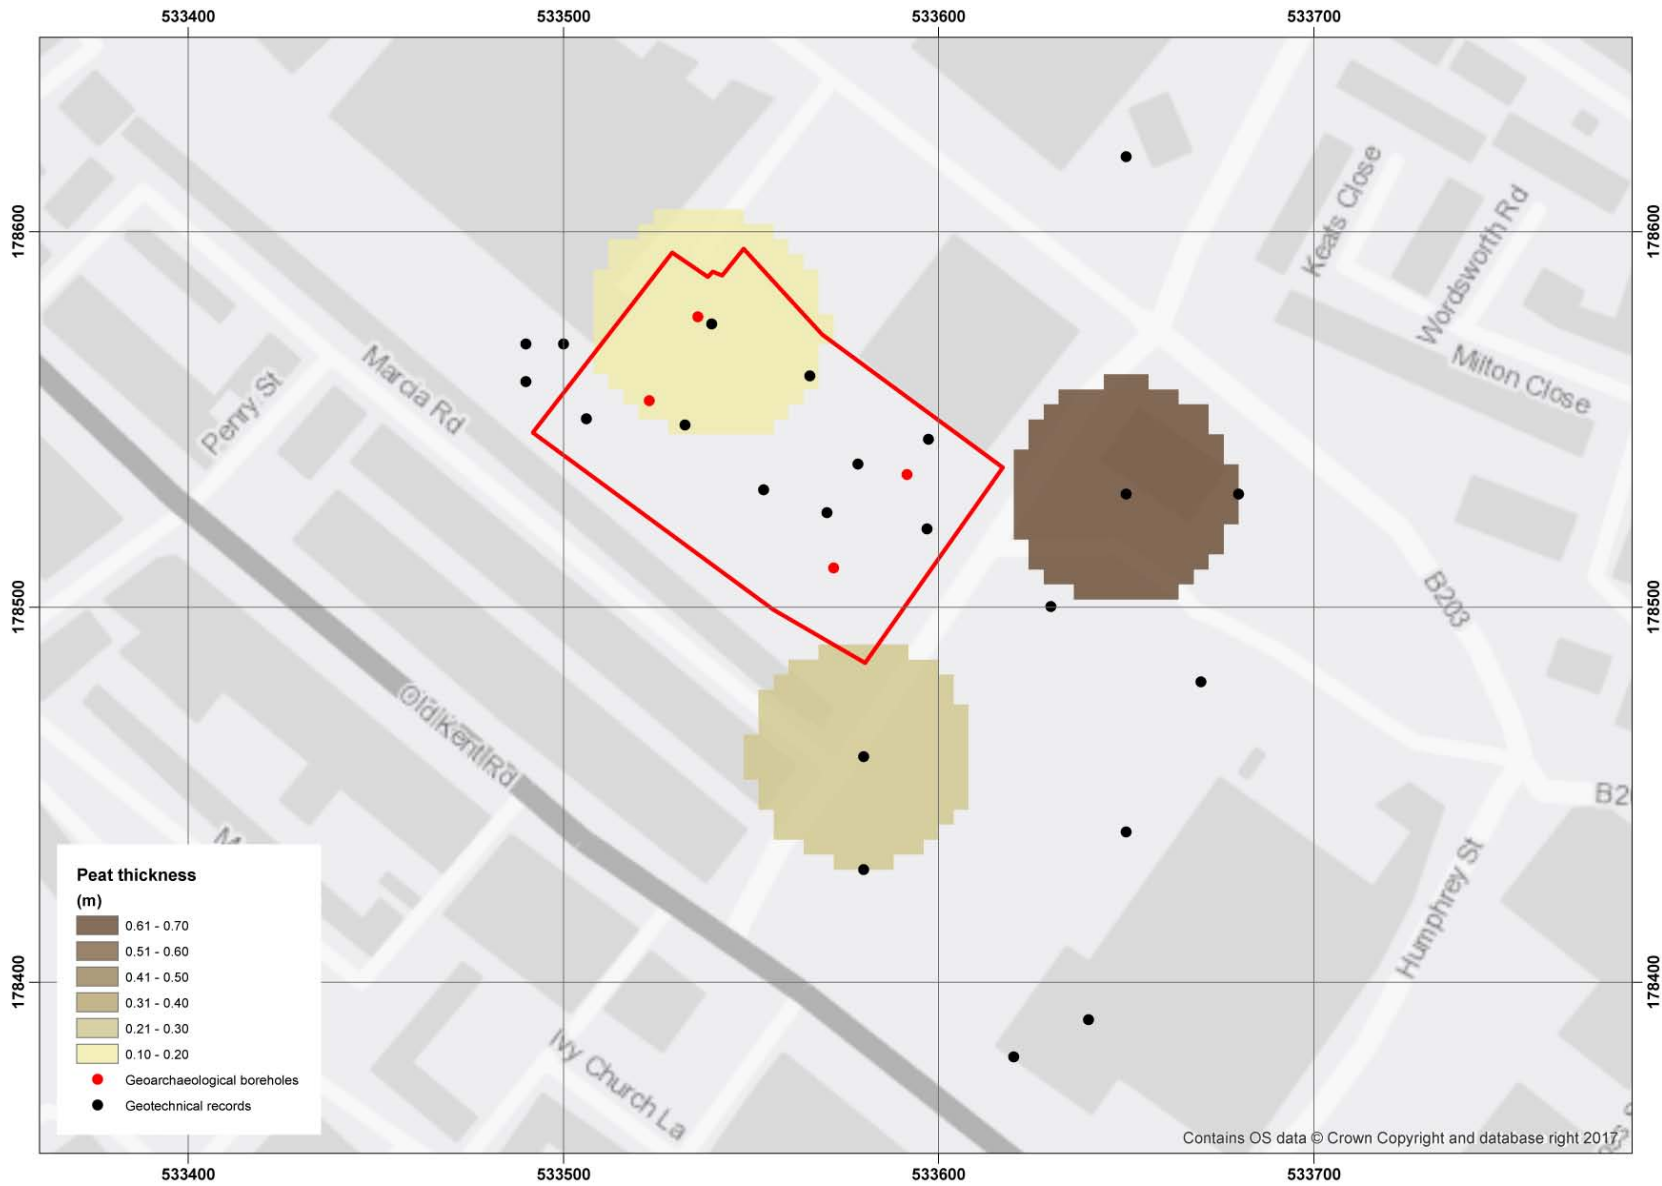 533400 533500 533600 533700
178600 178600
178500 178500
178400 178400
Keats Close
Wordsworth Rd
Milton Close
Marcia Rd
Penry St
B203
Old Kent Rd
Humphrey St
Ivy Church La
Peat thickness
(m)
0.61 - 0.70
0.51 - 0.60
0.41 - 0.50
0.31 - 0.40
0.21 - 0.30
0.10 - 0.20
Geoarchaeological boreholes
Geotechnical records
Contains OS data © Crown Copyright and database right 2017
533400 533500 533600 533700